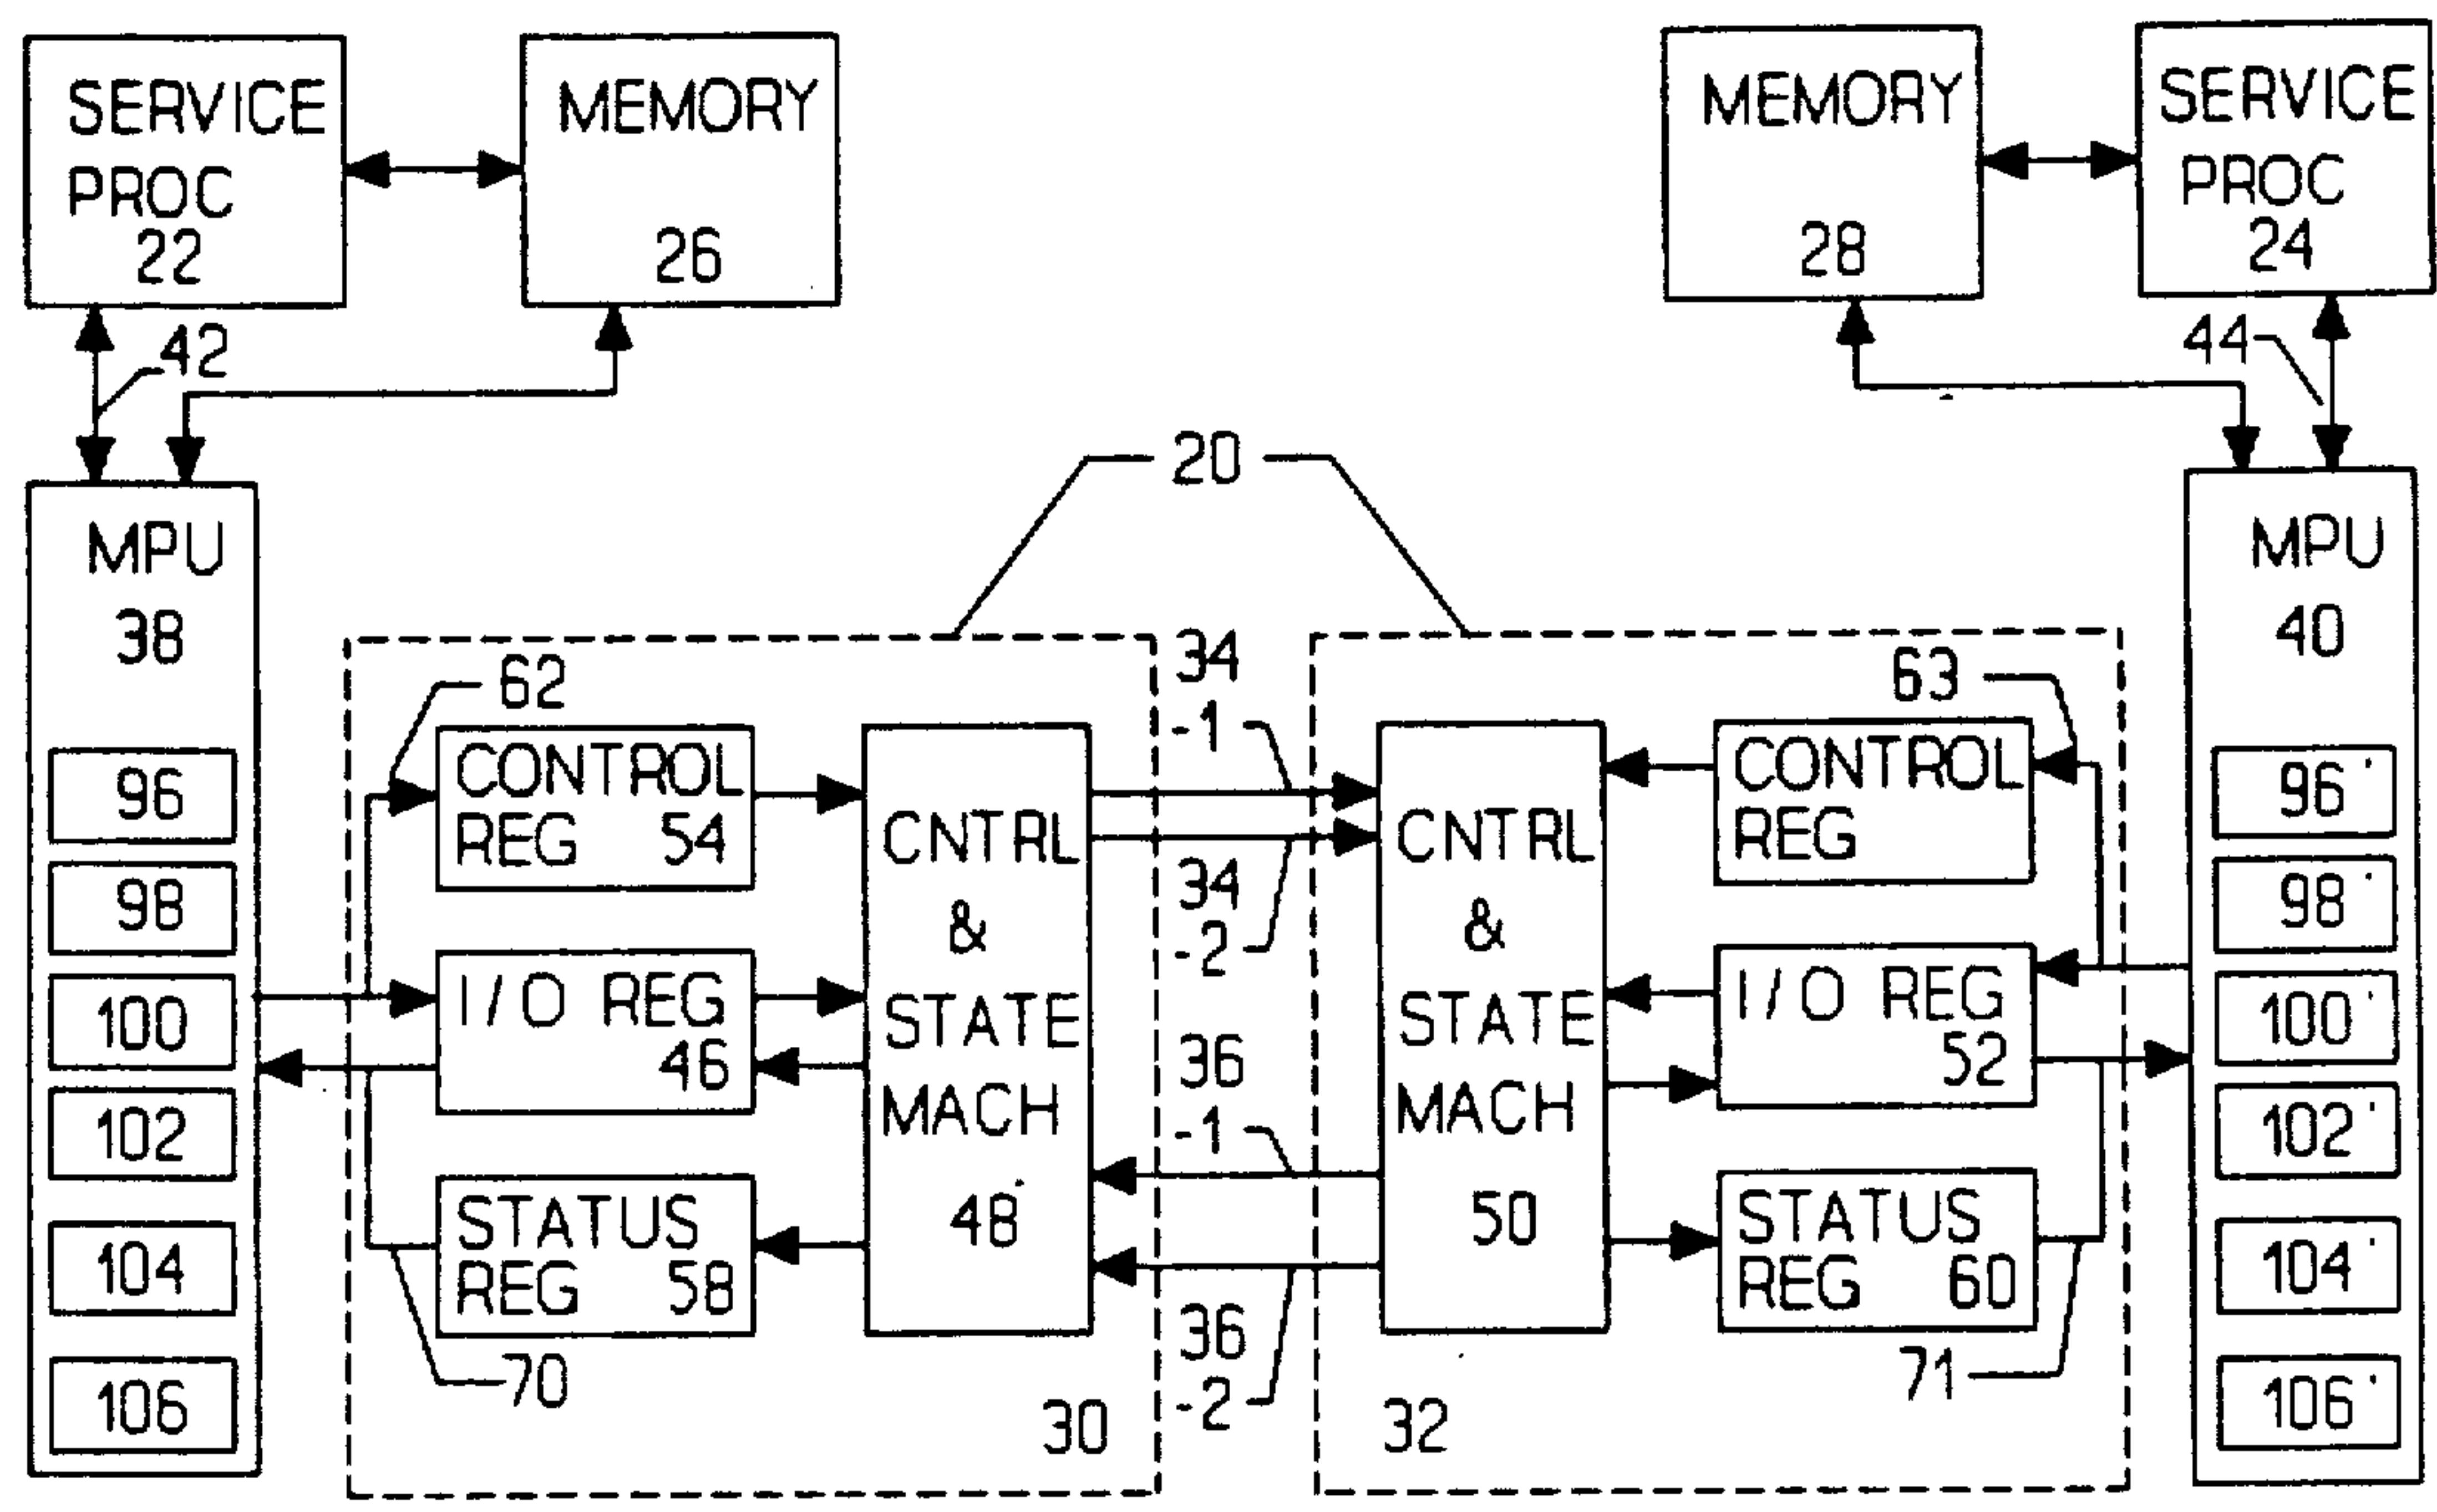 SERVICE
PROC
22
MEMORY
26
MEMORY
28
SERVICE
PROC
24
42
44
20
MPU
38
96
98
100
102
104
106
62
CONTROL
REG 54
I/O REG
46
STATUS
REG 58
70
CNTRL
&
STATE
MACH
48
30
34
-1
34
-2
36
-1
36
-2
CNTRL
&
STATE
MACH
50
32
63
CONTROL
REG
I/O REG
52
STATUS
REG 60
71
MPU
40
96'
98'
100'
102'
104'
106'